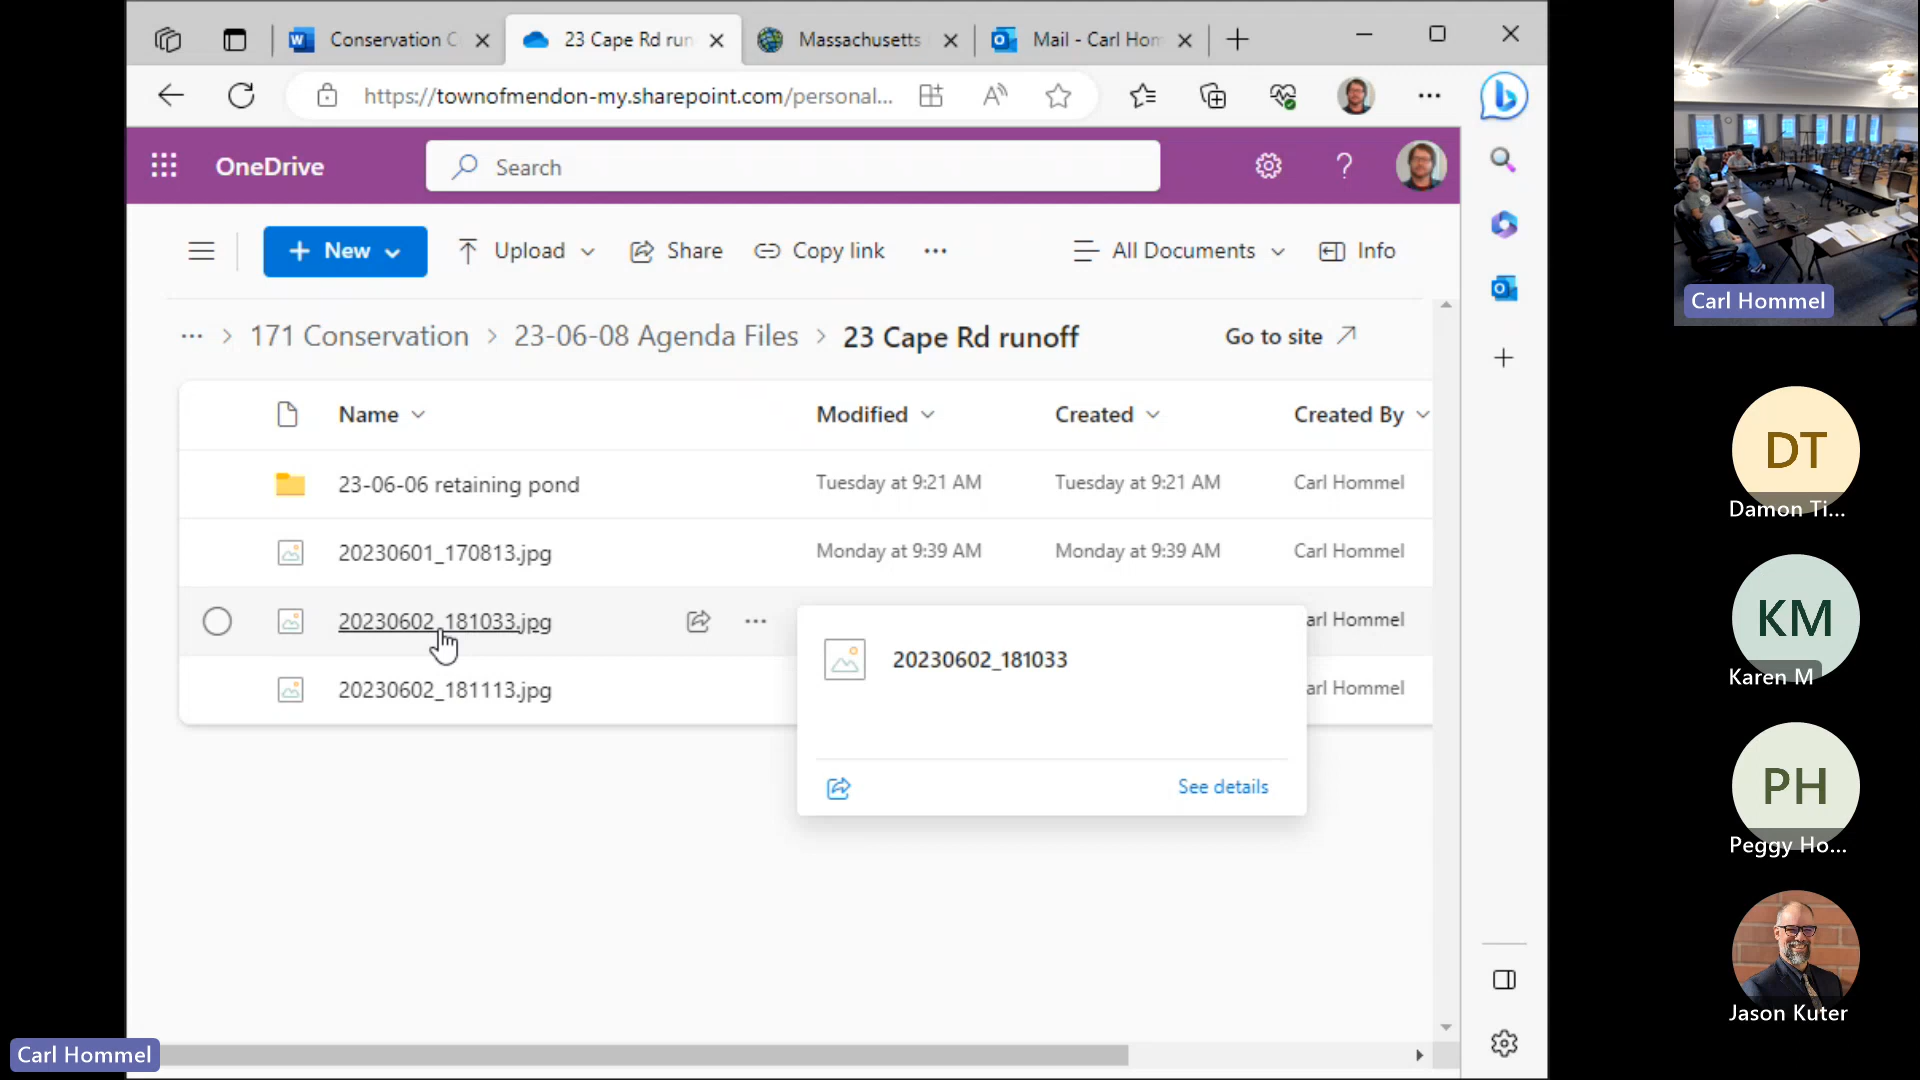 Conservation C
23 Cape Rd run
Massachusetts
Mail - Carl Hom
https://townofmendon-my.sharepoint.com/personal...
OneDrive
Search
New
Upload
Share
Copy link
All Documents
Info
171 Conservation
23-06-08 Agenda Files
23 Cape Rd runoff
Go to site
Name
Modified
Created
Created By
23-06-06 retaining pond
Tuesday at 9:21 AM
Tuesday at 9:21 AM
Carl Hommel
20230601_170813.jpg
Monday at 9:39 AM
Monday at 9:39 AM
Carl Hommel
20230602_181033.jpg
arl Hommel
20230602_181033
20230602_181113.jpg
arl Hommel
See details
Carl Hommel
Carl Hommel
DT
Damon Ti...
KM
Karen M
PH
Peggy Ho...
Jason Kuter